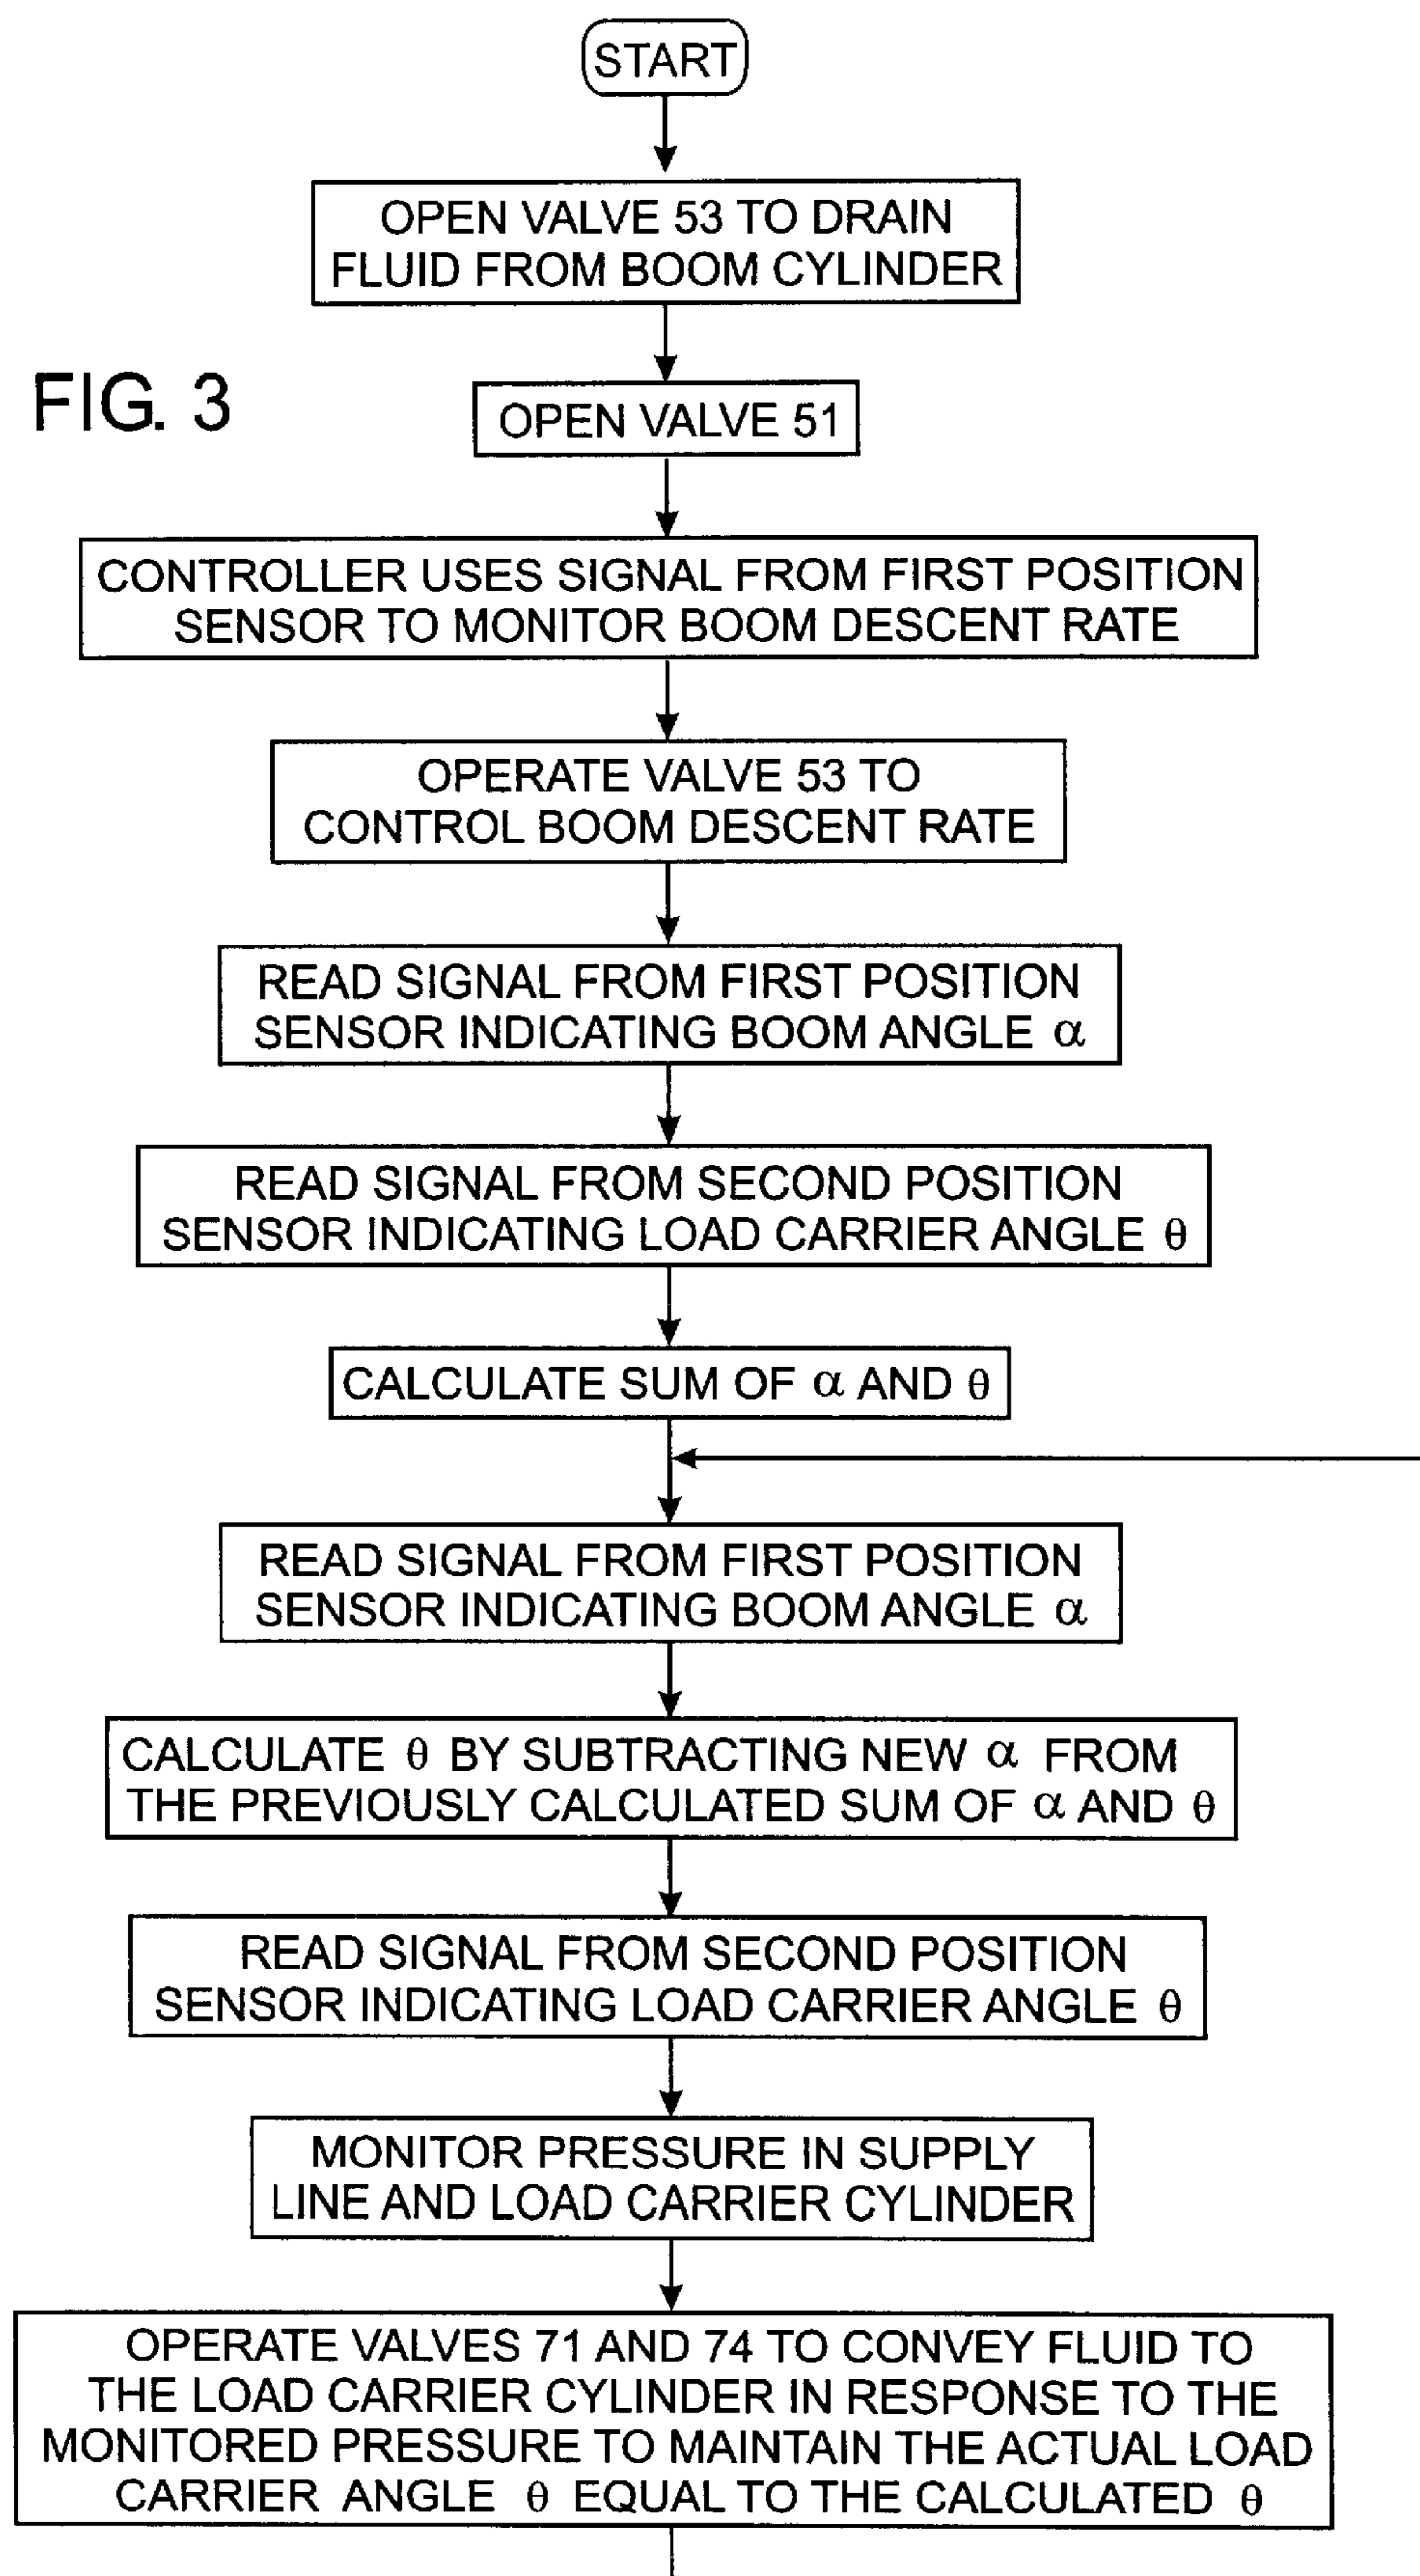 START
OPEN VALVE 53 TO DRAIN
FLUID FROM BOOM CYLINDER
FIG. 3
OPEN VALVE 51
CONTROLLER USES SIGNAL FROM FIRST POSITION
SENSOR TO MONITOR BOOM DESCENT RATE
OPERATE VALVE 53 TO
CONTROL BOOM DESCENT RATE
READ SIGNAL FROM FIRST POSITION
SENSOR INDICATING BOOM ANGLE α
READ SIGNAL FROM SECOND POSITION
SENSOR INDICATING LOAD CARRIER ANGLE θ
CALCULATE SUM OF α AND θ
READ SIGNAL FROM FIRST POSITION
SENSOR INDICATING BOOM ANGLE α
CALCULATE θ BY SUBTRACTING NEW α FROM
THE PREVIOUSLY CALCULATED SUM OF α AND θ
READ SIGNAL FROM SECOND POSITION
SENSOR INDICATING LOAD CARRIER ANGLE θ
MONITOR PRESSURE IN SUPPLY
LINE AND LOAD CARRIER CYLINDER
OPERATE VALVES 71 AND 74 TO CONVEY FLUID TO
THE LOAD CARRIER CYLINDER IN RESPONSE TO THE
MONITORED PRESSURE TO MAINTAIN THE ACTUAL LOAD
CARRIER ANGLE θ EQUAL TO THE CALCULATED θ